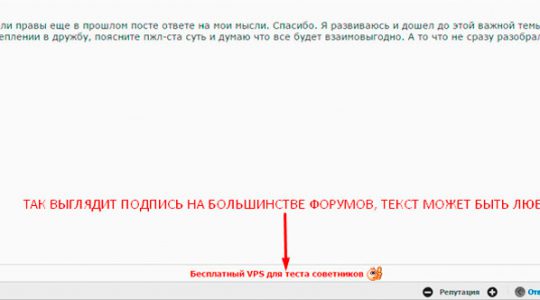 ли правы еще в прошлом посте ответе на мои мысли. Спасибо. Я развиваюсь и дошел до этой важной темы
еплении в дружбу, поясните пжл-ста суть и думаю что все будет взаимовыгодно. А то что не сразу разобрал
ТАК ВЫГЛЯДИТ ПОДПИСЬ НА БОЛЬШИНСТВЕ ФОРУМОВ, ТЕКСТ МОЖЕТ БЫТЬ ЛЮБ
Бесплатный VPS для теста советников
Репутация Отв